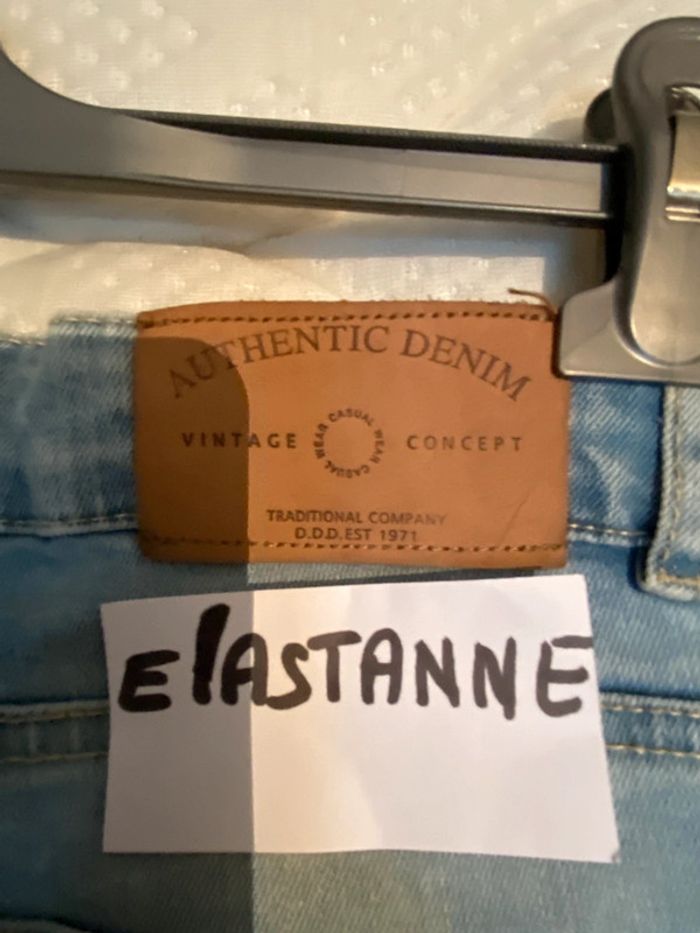 AUTHENTIC DENIM
VINTAGE CASUAL WEAR CASUAL WEAR CONCEPT
TRADITIONAL COMPANY
D.D.D.EST 1971
ElASTANNE